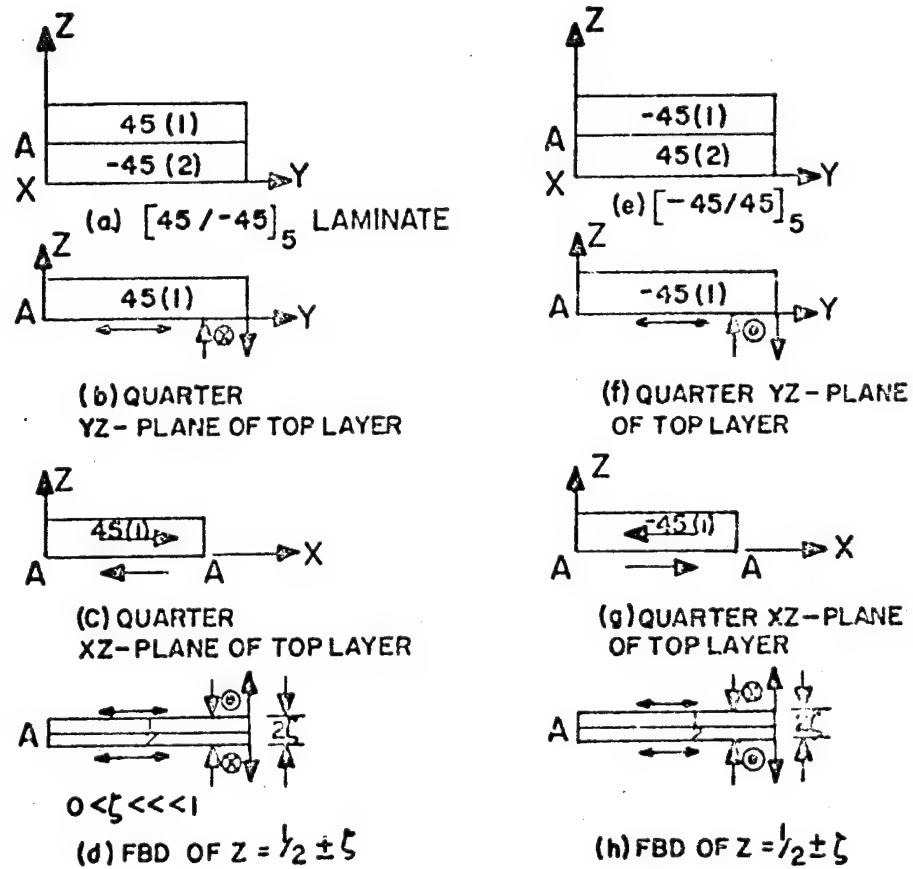 Z
45 (1)
A
-45 (2)
X
Y
(a) [45 / -45]5 LAMINATE
Z
A
45(1)
Y
(b) QUARTER
YZ- PLANE OF TOP LAYER
Z
45(1)
A
A
X
(C) QUARTER
XZ-PLANE OF TOP LAYER
A
2ζ
0<ζ<<<1
(d) FBD OF Z = 1/2 ± ζ
Z
-45(1)
A
45(2)
X
Y
(e) [-45/45]5
Z
A
-45(1)
Y
(f) QUARTER YZ-PLANE
OF TOP LAYER
Z
-45(1)
A
A
X
(g) QUARTER XZ-PLANE
OF TOP LAYER
A
2ζ
(h) FBD OF Z = 1/2 ± ζ